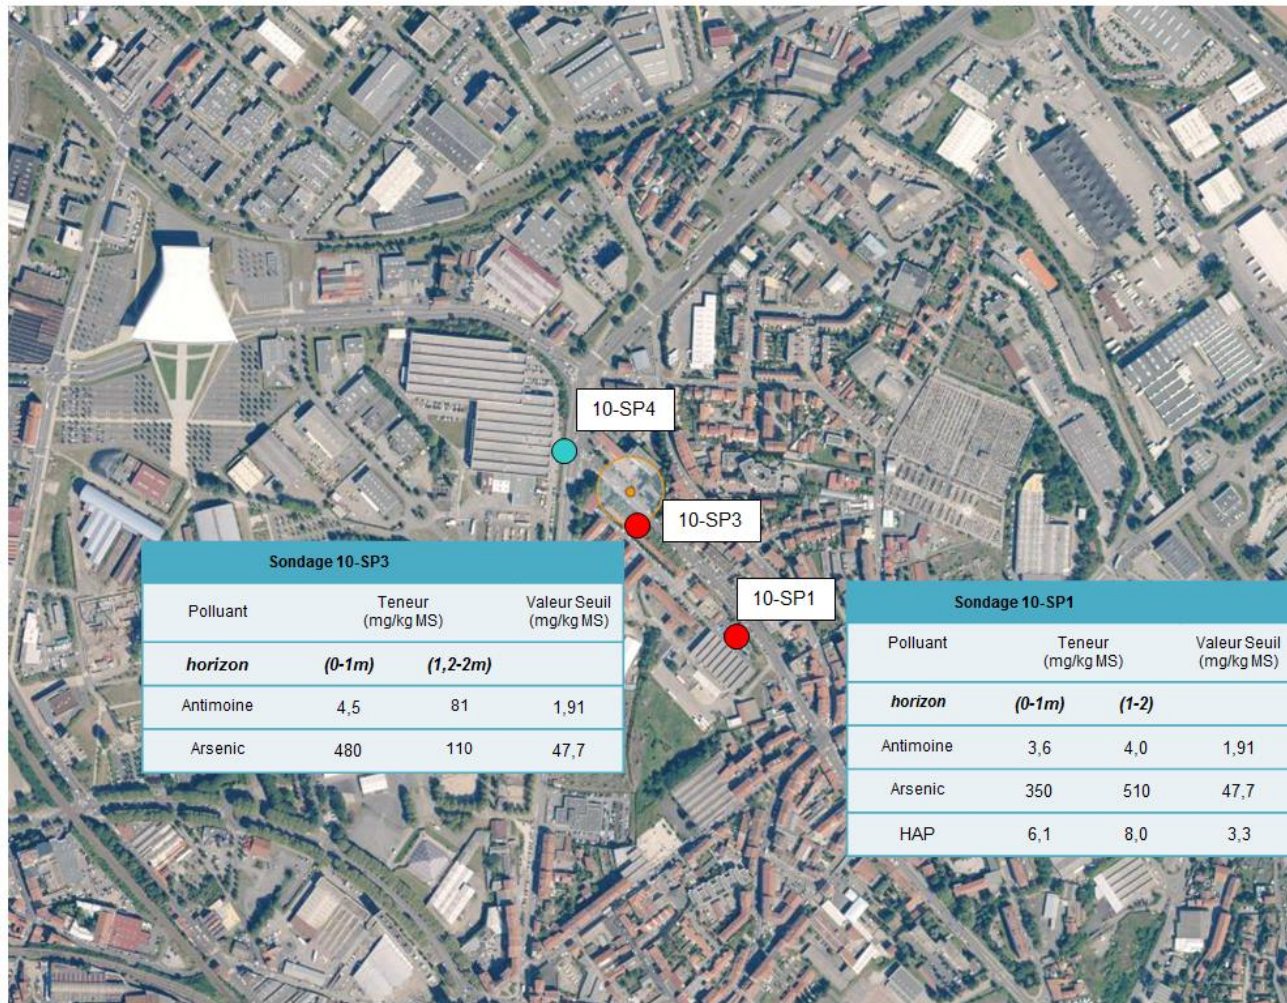 10-SP4
10-SP3
10-SP1
Sondage 10-SP3
Polluant Teneur (mg/kg MS) Valeur Seuil (mg/kg MS)
horizon (0-1m) (1,2-2m)
Antimoine 4,5 81 1,91
Arsenic 480 110 47,7
Sondage 10-SP1
Polluant Teneur (mg/kg MS) Valeur Seuil (mg/kg MS)
horizon (0-1m) (1-2)
Antimoine 3,6 4,0 1,91
Arsenic 350 510 47,7
HAP 6,1 8,0 3,3